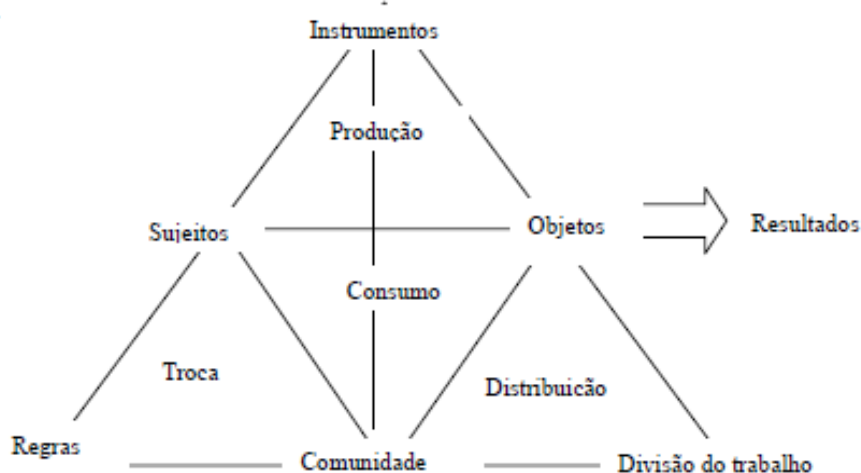 Instrumentos
Produção
Sujeitos
Objetos
Resultados
Consumo
Troca
Distribuicão
Regras
Comunidade
Divisão do trabalho